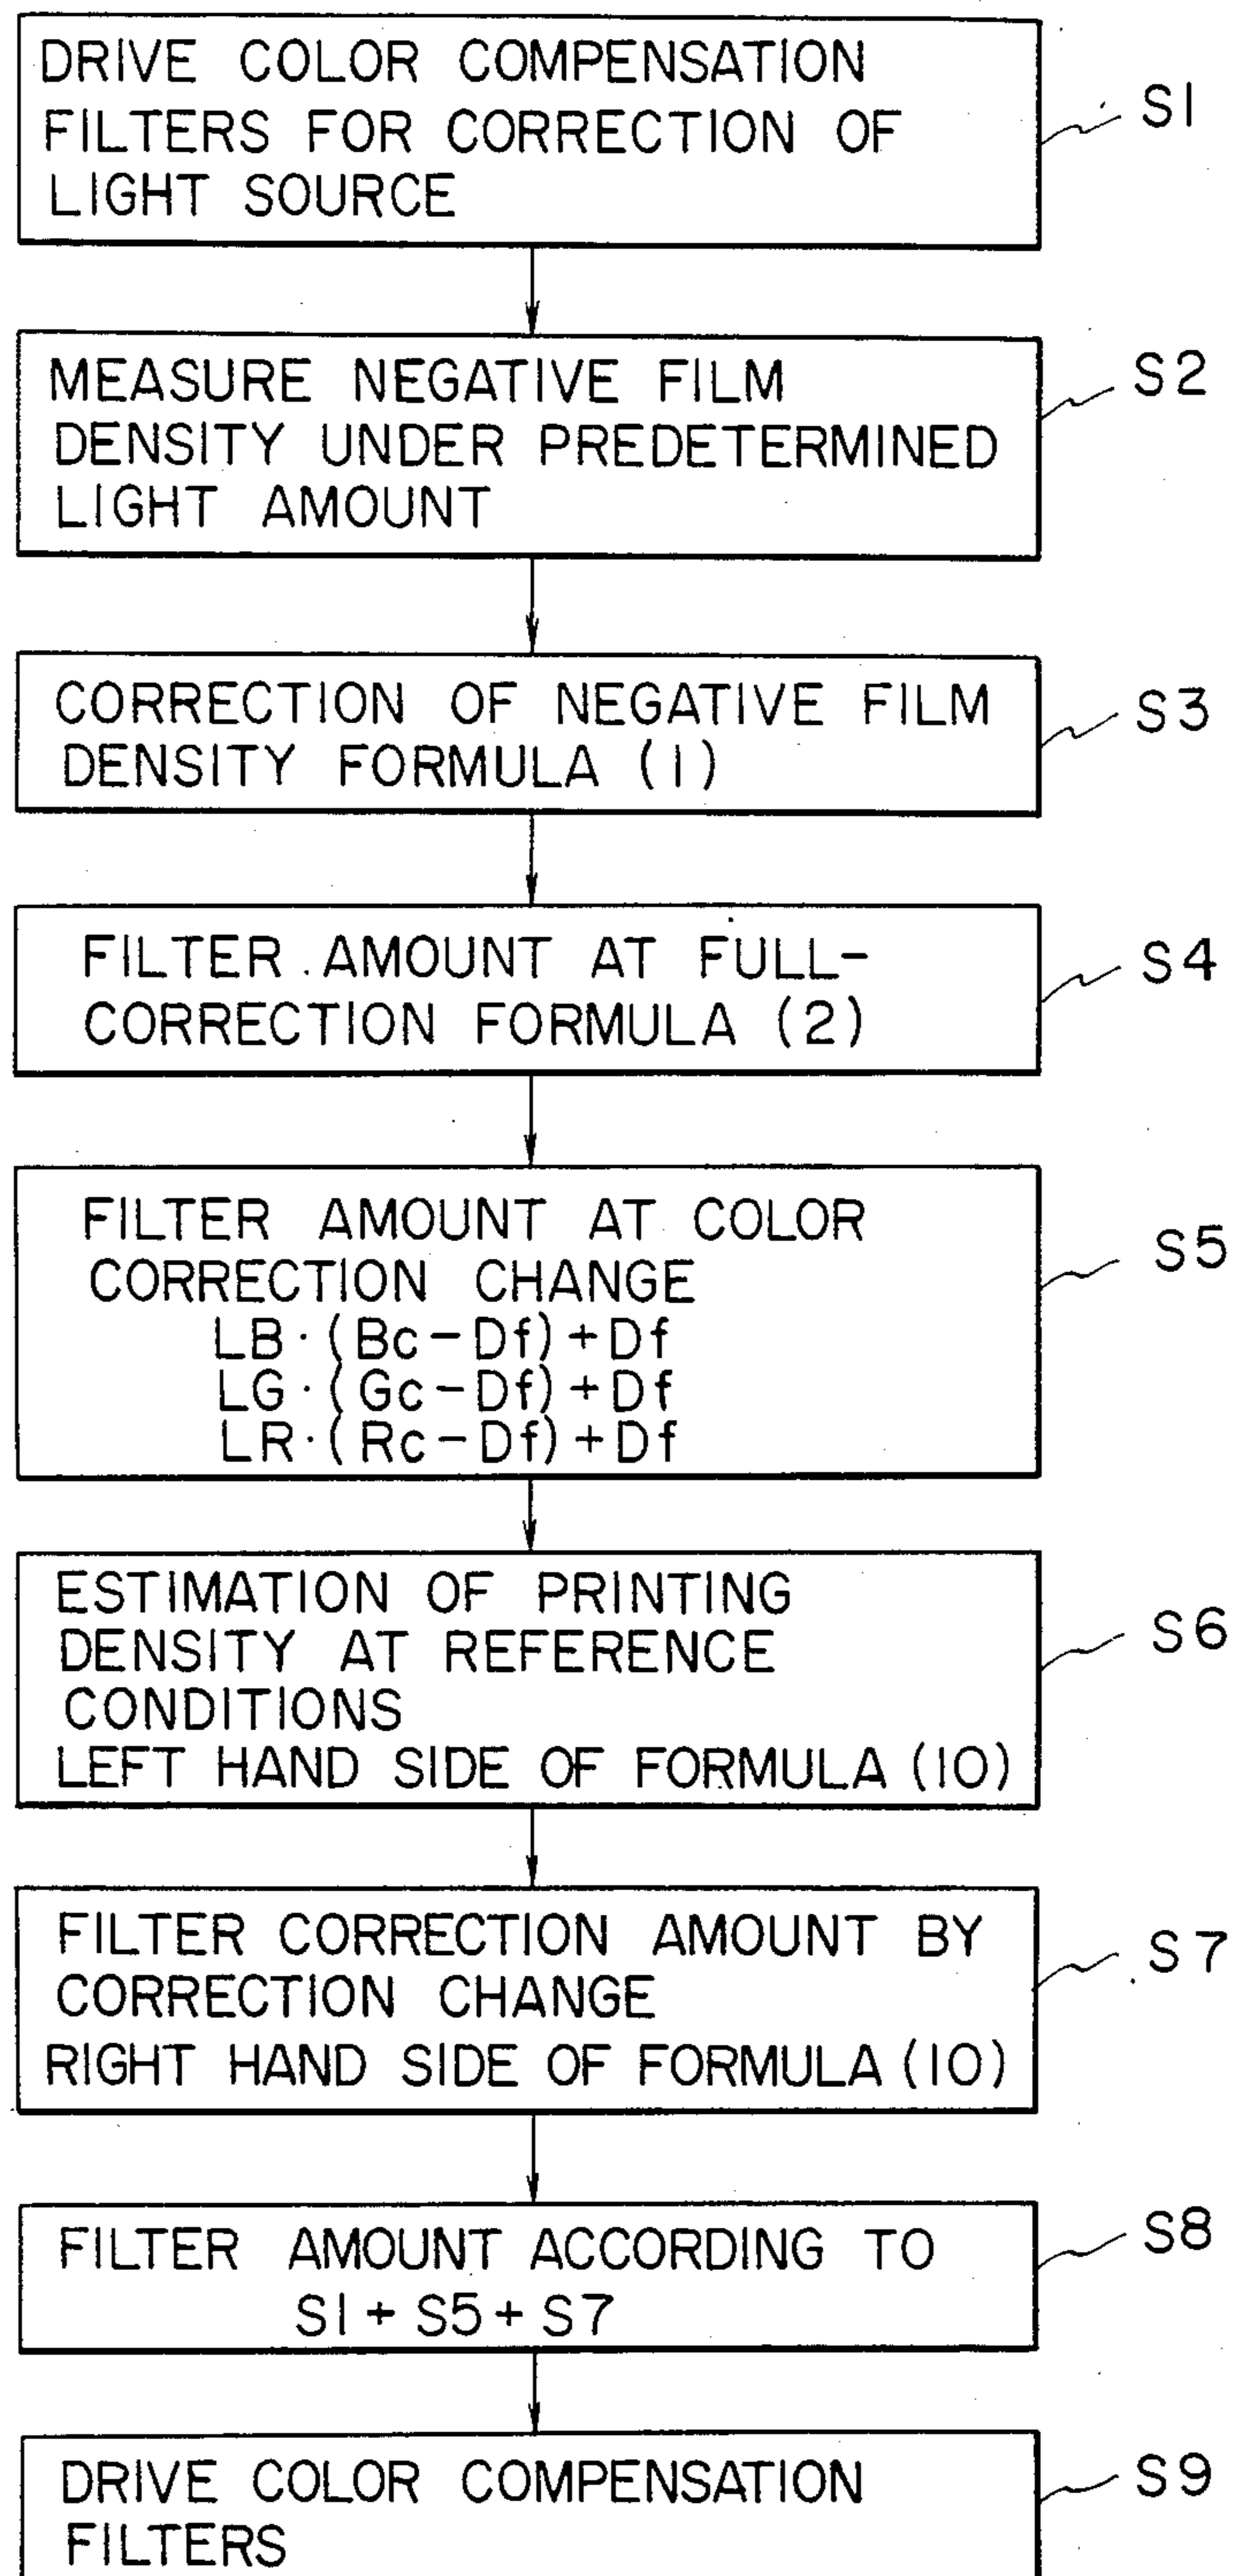 DRIVE COLOR COMPENSATION
FILTERS FOR CORRECTION OF
LIGHT SOURCE
S1
MEASURE NEGATIVE FILM
DENSITY UNDER PREDETERMINED
LIGHT AMOUNT
S2
CORRECTION OF NEGATIVE FILM
DENSITY FORMULA (1)
S3
FILTER AMOUNT AT FULL-
CORRECTION FORMULA (2)
S4
FILTER AMOUNT AT COLOR
CORRECTION CHANGE
LB·(Bc-Df)+Df
LG·(Gc-Df)+Df
LR·(Rc-Df)+Df
S5
ESTIMATION OF PRINTING
DENSITY AT REFERENCE
CONDITIONS
LEFT HAND SIDE OF FORMULA (10)
S6
FILTER CORRECTION AMOUNT BY
CORRECTION CHANGE
RIGHT HAND SIDE OF FORMULA (10)
S7
FILTER AMOUNT ACCORDING TO
S1+S5+S7
S8
DRIVE COLOR COMPENSATION
FILTERS
S9